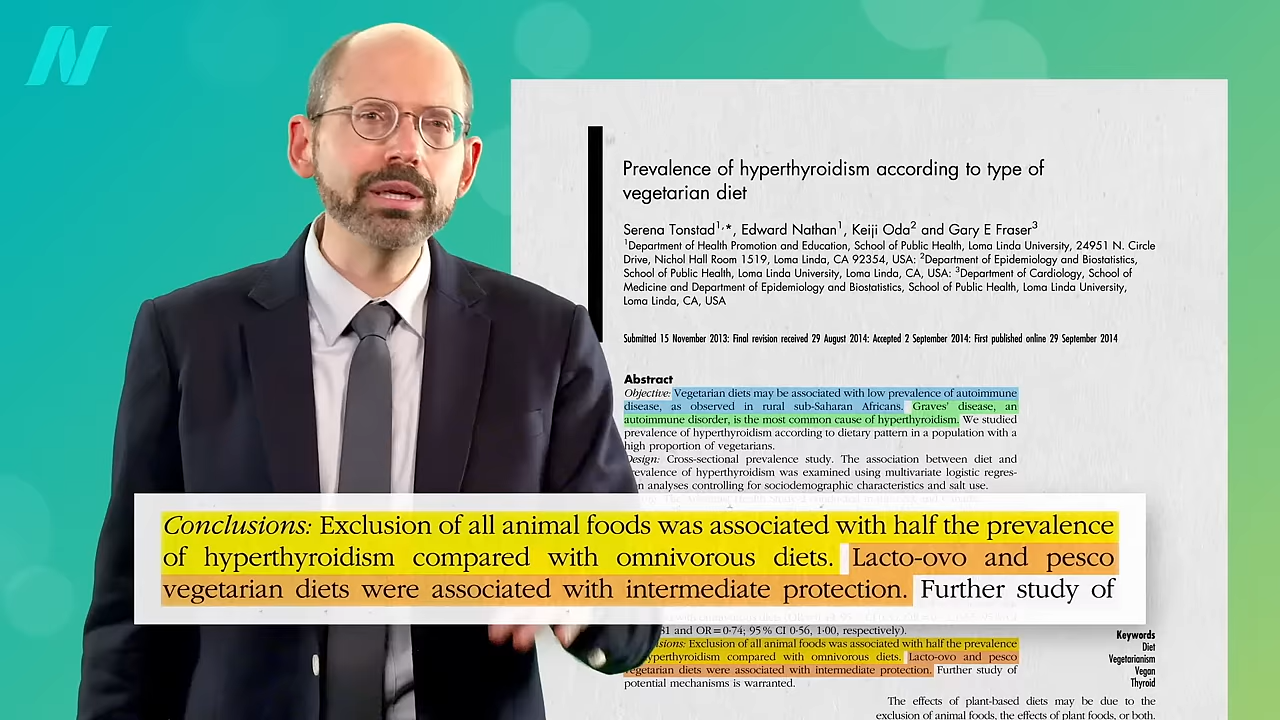 N
Prevalence of hyperthyroidism according to type of
vegetarian diet
Serena Tonstad1,*, Edward Nathan1, Keiji Oda2 and Gary E Fraser3
1Department of Health Promotion and Education, School of Public Health, Loma Linda University, 24951 N. Circle
Drive, Nichol Hall Room 1519, Loma Linda, CA 92354, USA: 2Department of Epidemiology and Biostatistics,
School of Public Health, Loma Linda University, Loma Linda, CA, USA: 3Department of Cardiology, School of
Medicine and Department of Epidemiology and Biostatistics, School of Public Health, Loma Linda University,
Loma Linda, CA, USA
Submitted 15 November 2013: Final revision received 29 August 2014: Accepted 2 September 2014: First published online 29 September 2014
Abstract
Objective: Vegetarian diets may be associated with low prevalence of autoimmune
disease, as observed in rural sub-Saharan Africans. Graves' disease, an
autoimmune disorder, is the most common cause of hyperthyroidism. We studied
prevalence of hyperthyroidism according to dietary pattern in a population with a
high proportion of vegetarians.
Design: Cross-sectional prevalence study. The association between diet and
revalence of hyperthyroidism was examined using multivariate logistic regres-
n analyses controlling for sociodemographic characteristics and salt use.
Conclusions: Exclusion of all animal foods was associated with half the prevalence
of hyperthyroidism compared with omnivorous diets. Lacto-ovo and pesco
vegetarian diets were associated with intermediate protection. Further study of
81 and OR=0·74; 95 % CI 0·56, 1·00, respectively).
sions: Exclusion of all animal foods was associated with half the prevalence
yperthyroidism compared with omnivorous diets. Lacto-ovo and pesco
vegetarian diets were associated with intermediate protection. Further study of
potential mechanisms is warranted.
Keywords
Diet
Vegetarianism
Vegan
Thyroid
The effects of plant-based diets may be due to the
exclusion of animal foods, the effects of plant foods, or both,